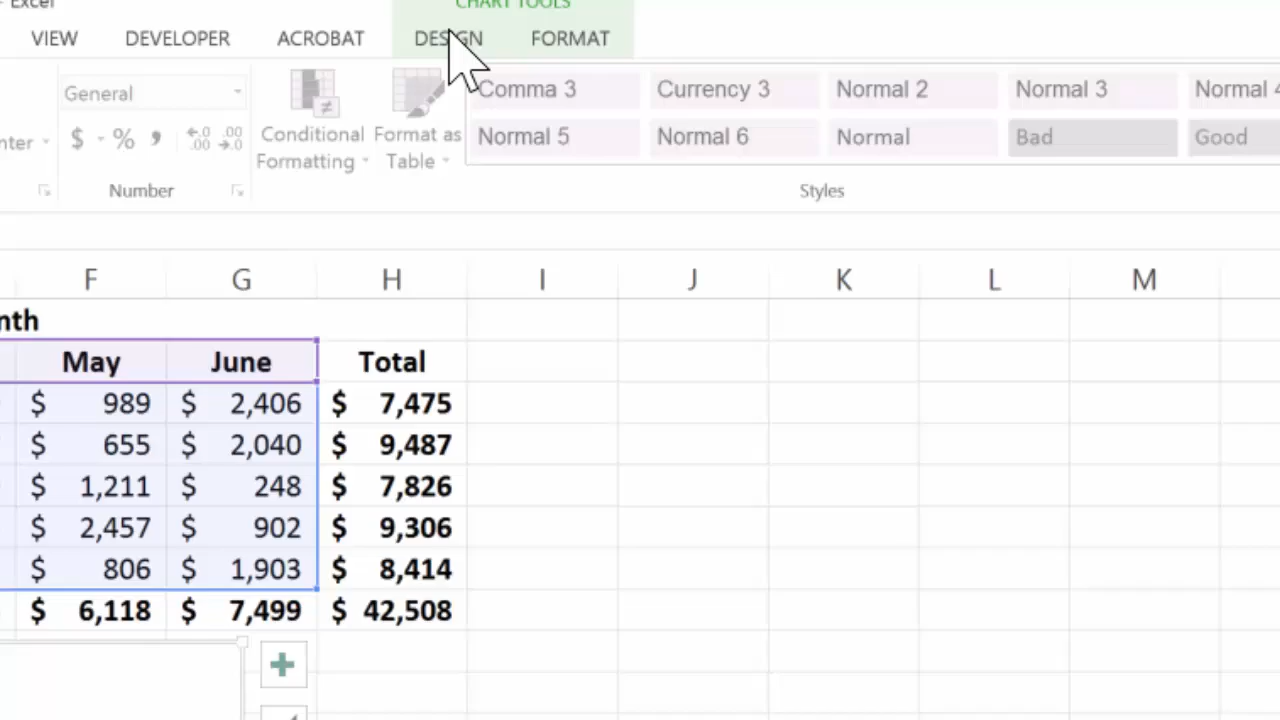 Excel
CHART TOOLS
VIEW DEVELOPER ACROBAT DESIGN FORMAT
General Conditional Formatting Format as Table Comma 3 Currency 3 Normal 2 Normal 3 Normal 4
nter $ % , .00 .00 Normal 5 Normal 6 Normal Bad Good
Number Styles
F G H I J K L M
nth
May June Total
$ 989 $ 2,406 $ 7,475
$ 655 $ 2,040 $ 9,487
$ 1,211 $ 248 $ 7,826
$ 2,457 $ 902 $ 9,306
$ 806 $ 1,903 $ 8,414
$ 6,118 $ 7,499 $ 42,508